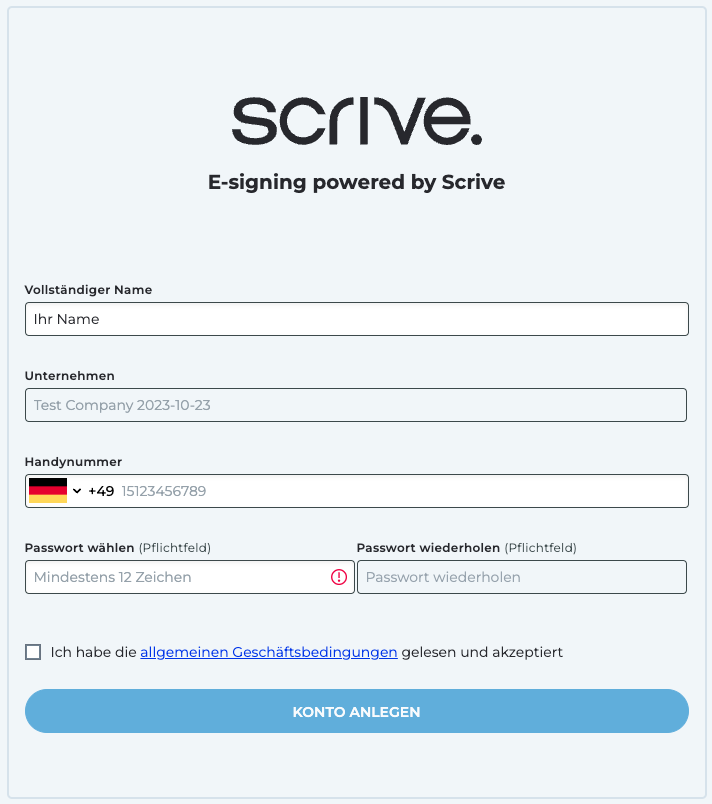 scrive.
E-signing powered by Scrive
Vollständiger Name
Ihr Name
Unternehmen
Test Company 2023-10-23
Handynummer
+49 15123456789
Passwort wählen (Pflichtfeld) Passwort wiederholen (Pflichtfeld)
Mindestens 12 Zeichen Passwort wiederholen
Ich habe die allgemeinen Geschäftsbedingungen gelesen und akzeptiert
KONTO ANLEGEN